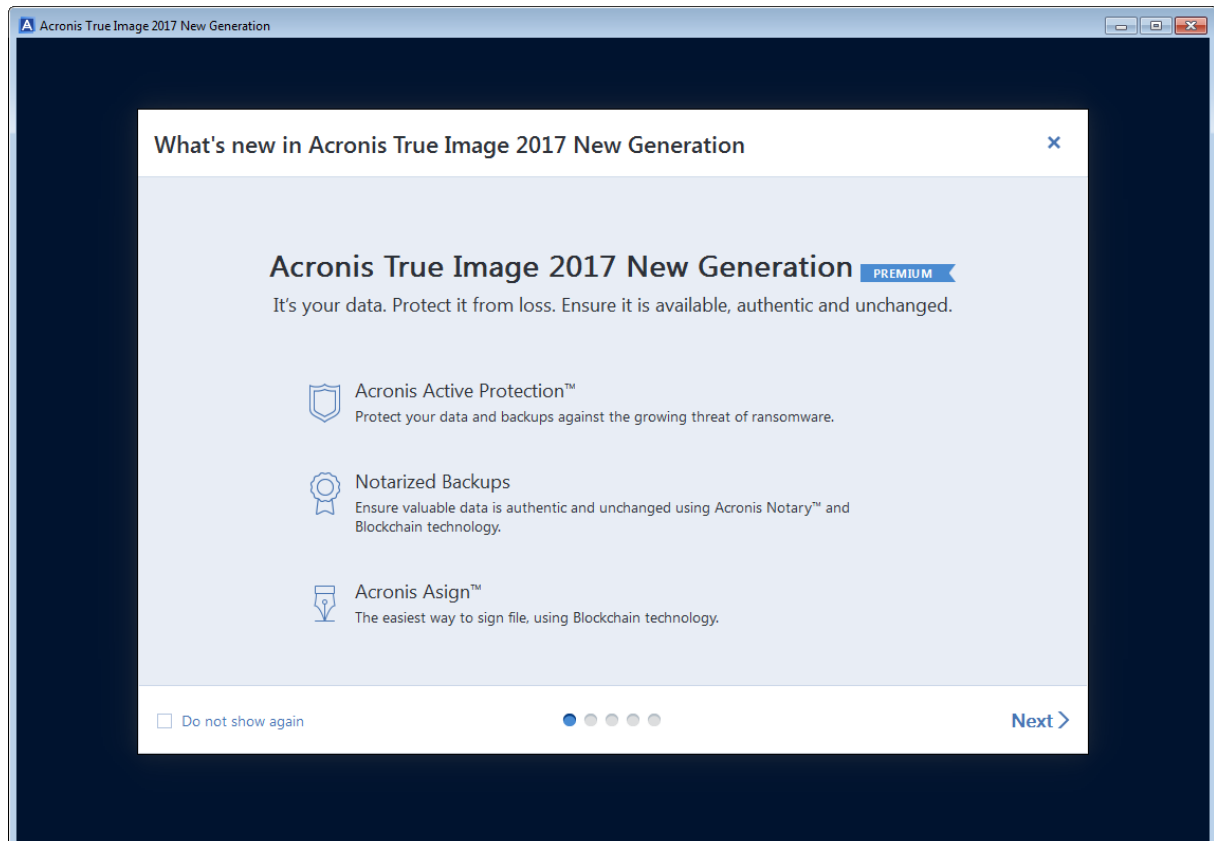 Acronis True Image 2017 New Generation
What's new in Acronis True Image 2017 New Generation
Acronis True Image 2017 New Generation PREMIUM
It's your data. Protect it from loss. Ensure it is available, authentic and unchanged.
Acronis Active Protection™
Protect your data and backups against the growing threat of ransomware.
Notarized Backups
Ensure valuable data is authentic and unchanged using Acronis Notary™ and
Blockchain technology.
Acronis Asign™
The easiest way to sign file, using Blockchain technology.
Do not show again
Next